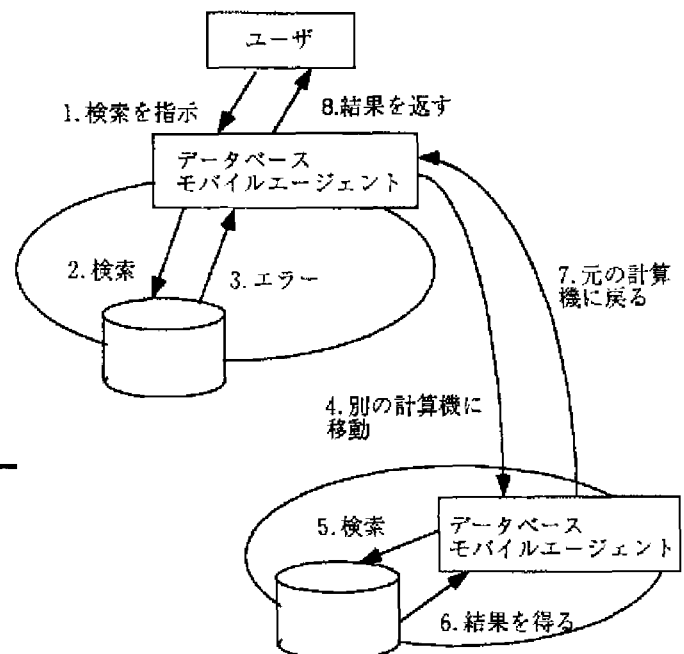 ユーザ
1.検索を指示
8.結果を返す
データベース
モバイルエージェント
2.検索
3.エラー
7.元の計算
機に戻る
4.別の計算機に
移動
5.検索
データベース
モバイルエージェント
6.結果を得る